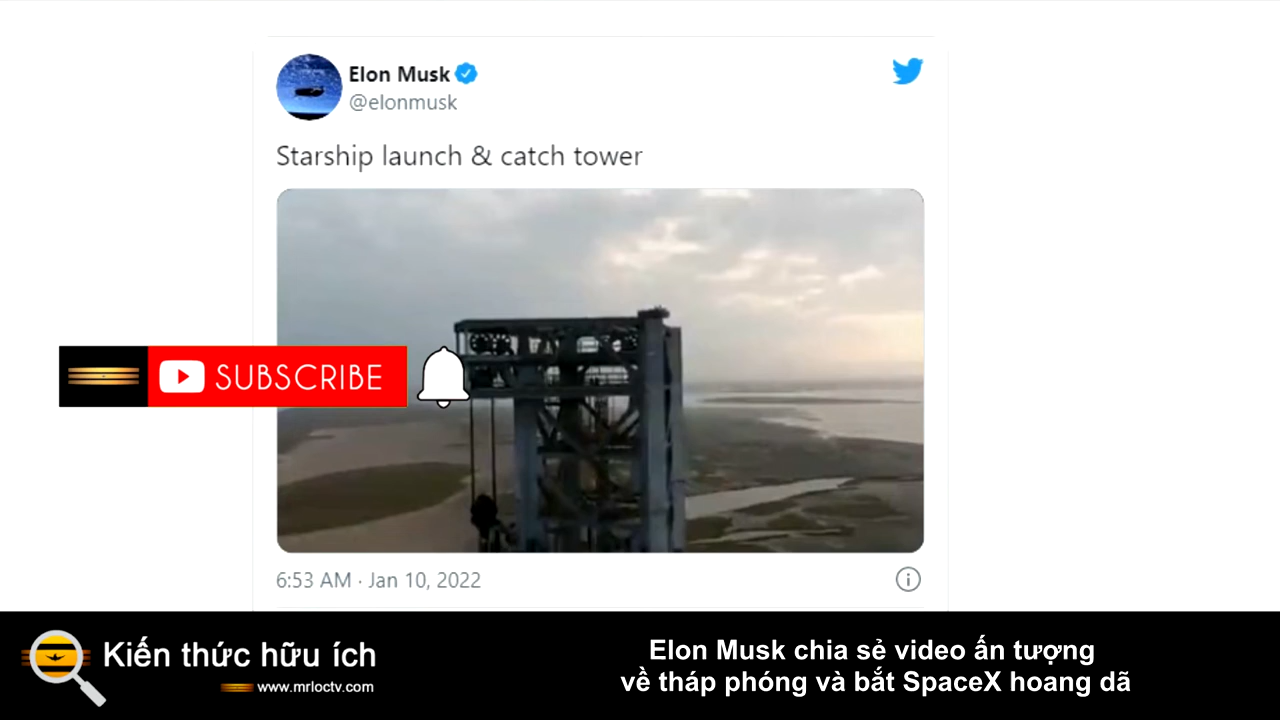 Elon Musk
@elonmusk
Starship launch & catch tower
SUBSCRIBE
6:53 AM · Jan 10, 2022
Kiến thức hữu ích
www.mrloctv.com
Elon Musk chia sẻ video ấn tượng
về tháp phóng và bắt SpaceX hoang dã